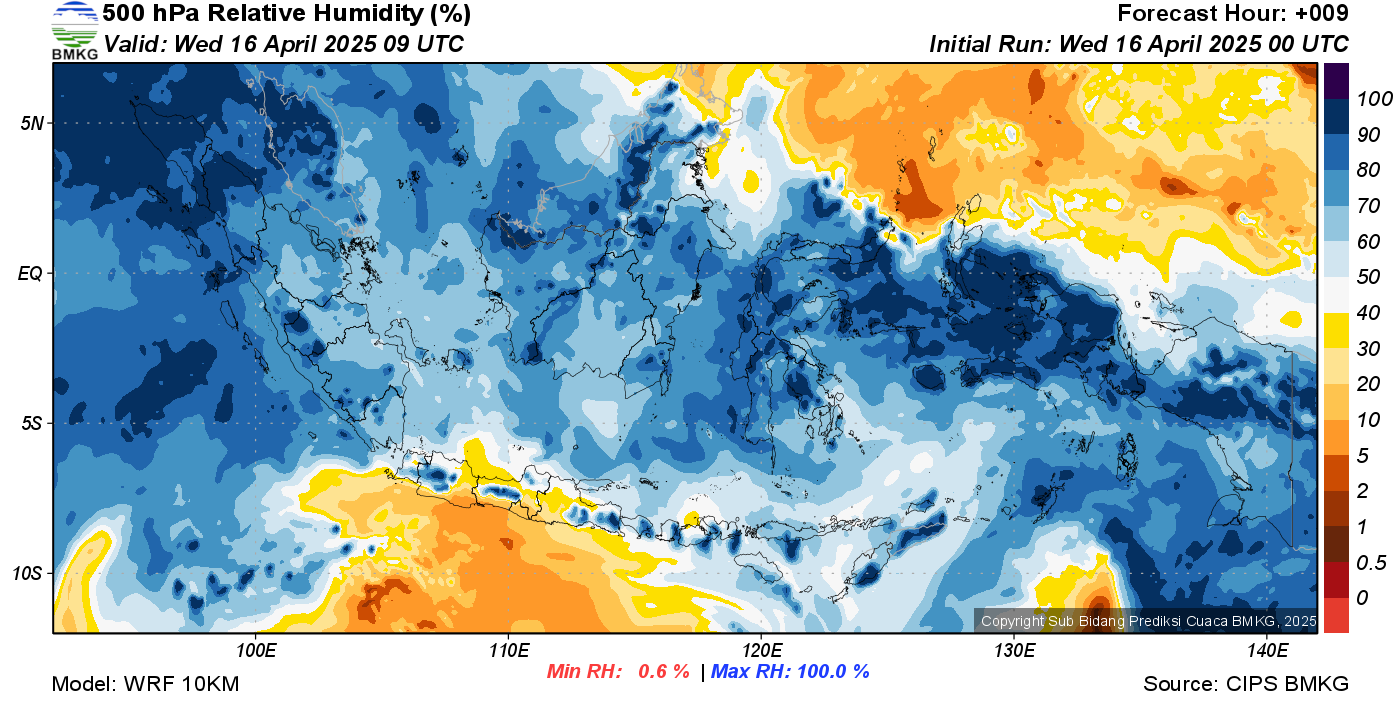 500 hPa Relative Humidity (%)
Forecast Hour: +009
BMKG
Valid: Wed 16 April 2025 09 UTC
Initial Run: Wed 16 April 2025 00 UTC
5N
EQ
5S
10S
100
90
80
70
60
50
40
30
20
10
5
2
1
0.5
0
Copyright Sub Bidang Prediksi Cuaca BMKG, 2025
100E
110E
120E
130E
140E
Min RH: 0.6 % | Max RH: 100.0 %
Model: WRF 10KM
Source: CIPS BMKG